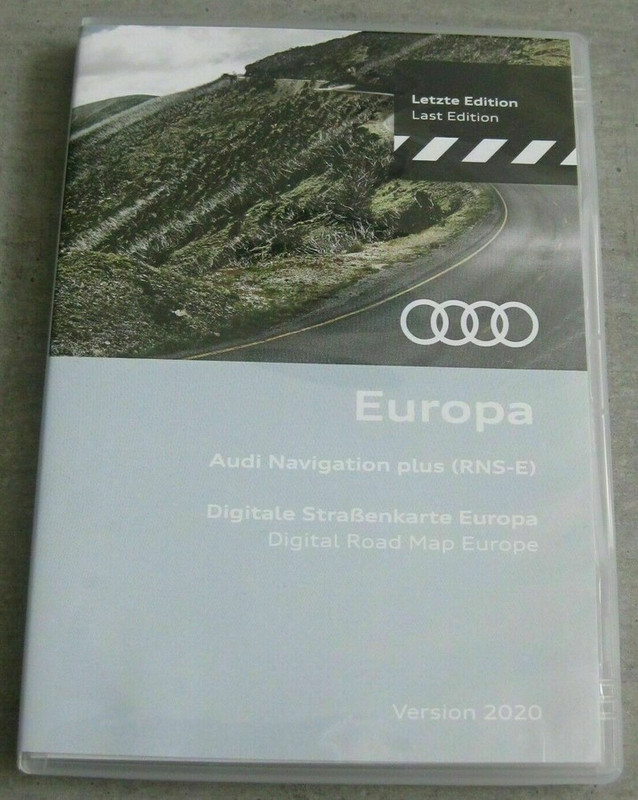 Letzte Edition
Last Edition
Europa
Audi Navigation plus (RNS-E)
Digitale Straßenkarte Europa
Digital Road Map Europe
Version 2020